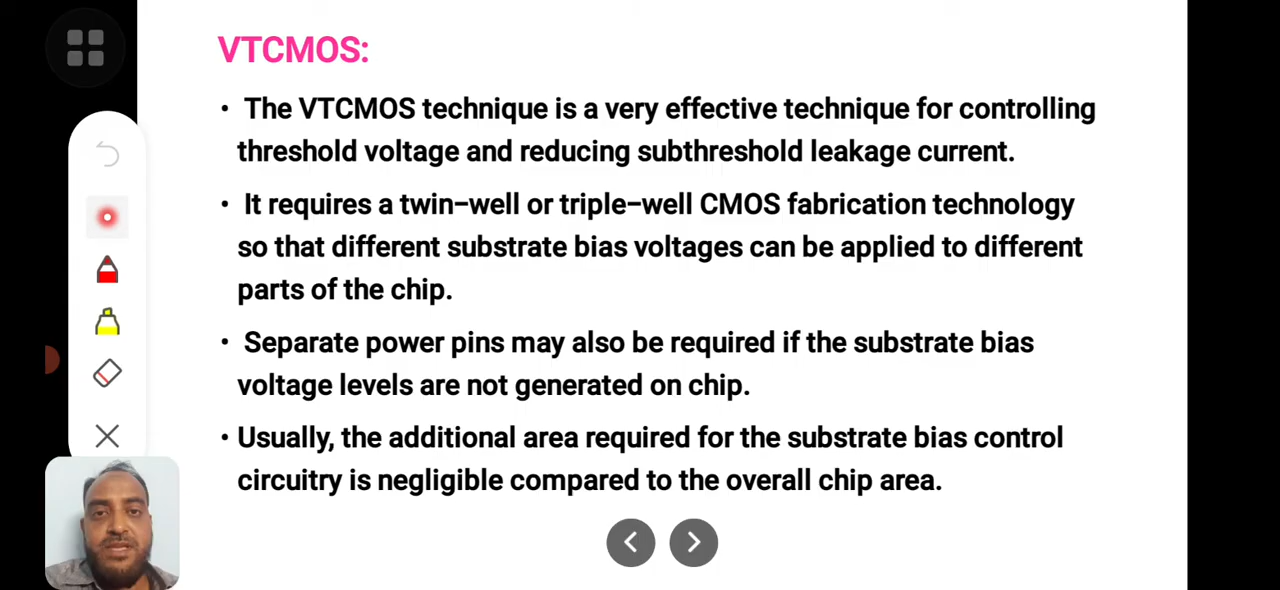 VTCMOS:
• The VTCMOS technique is a very effective technique for controlling
threshold voltage and reducing subthreshold leakage current.
• It requires a twin-well or triple-well CMOS fabrication technology
so that different substrate bias voltages can be applied to different
parts of the chip.
• Separate power pins may also be required if the substrate bias
voltage levels are not generated on chip.
• Usually, the additional area required for the substrate bias control
circuitry is negligible compared to the overall chip area.